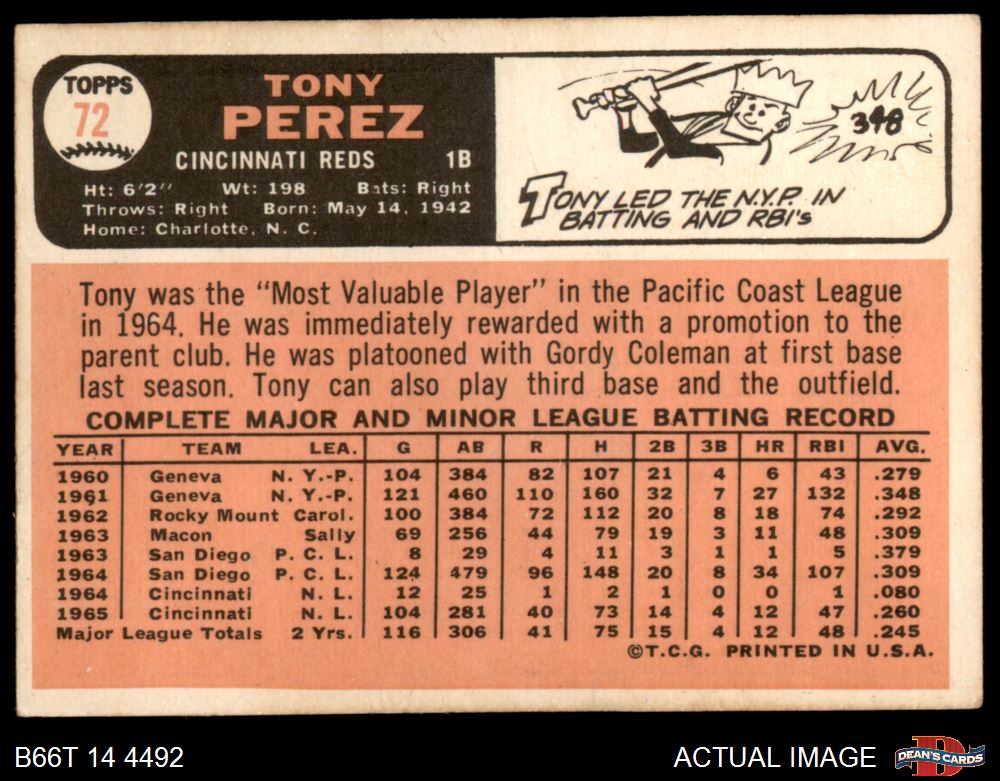 TOPPS
72
TONY
PEREZ
CINCINNATI REDS 1B
Ht: 6'2" Wt: 198 Bats: Right
Throws: Right Born: May 14, 1942
Home: Charlotte, N. C.
348
TONY LED THE N.Y.P. IN
BATTING AND RBI's
Tony was the "Most Valuable Player" in the Pacific Coast League
in 1964. He was immediately rewarded with a promotion to the
parent club. He was platooned with Gordy Coleman at first base
last season. Tony can also play third base and the outfield.
COMPLETE MAJOR AND MINOR LEAGUE BATTING RECORD
YEAR TEAM LEA. G AB R H 2B 3B HR RBI AVG.
1960 Geneva N. Y.-P. 104 384 82 107 21 4 6 43 .279
1961 Geneva N. Y.-P. 121 460 110 160 32 7 27 132 .348
1962 Rocky Mount Carol. 100 384 72 112 20 8 18 74 .292
1963 Macon Sally 69 256 44 79 19 3 11 48 .309
1963 San Diego P. C. L. 8 29 4 11 3 1 1 5 .379
1964 San Diego P. C. L. 124 479 96 148 20 8 34 107 .309
1964 Cincinnati N. L. 12 25 1 2 1 0 0 1 .080
1965 Cincinnati N. L. 104 281 40 73 14 4 12 47 .260
Major League Totals 2 Yrs. 116 306 41 75 15 4 12 48 .245
©T.C.G. PRINTED IN U.S.A.
B66T 14 4492 ACTUAL IMAGE DEAN'S CARDS